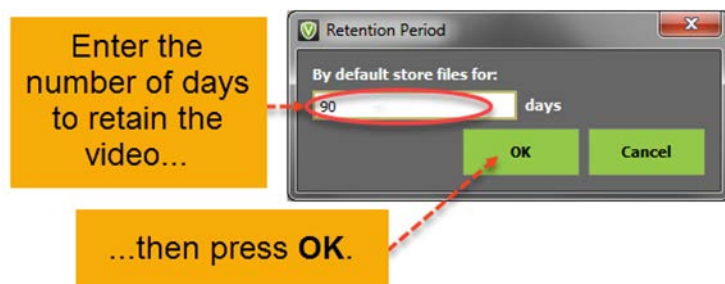 Enter the
number of days
to retain the
video...
Retention Period
By default store files for:
90
days
OK
Cancel
...then press OK.